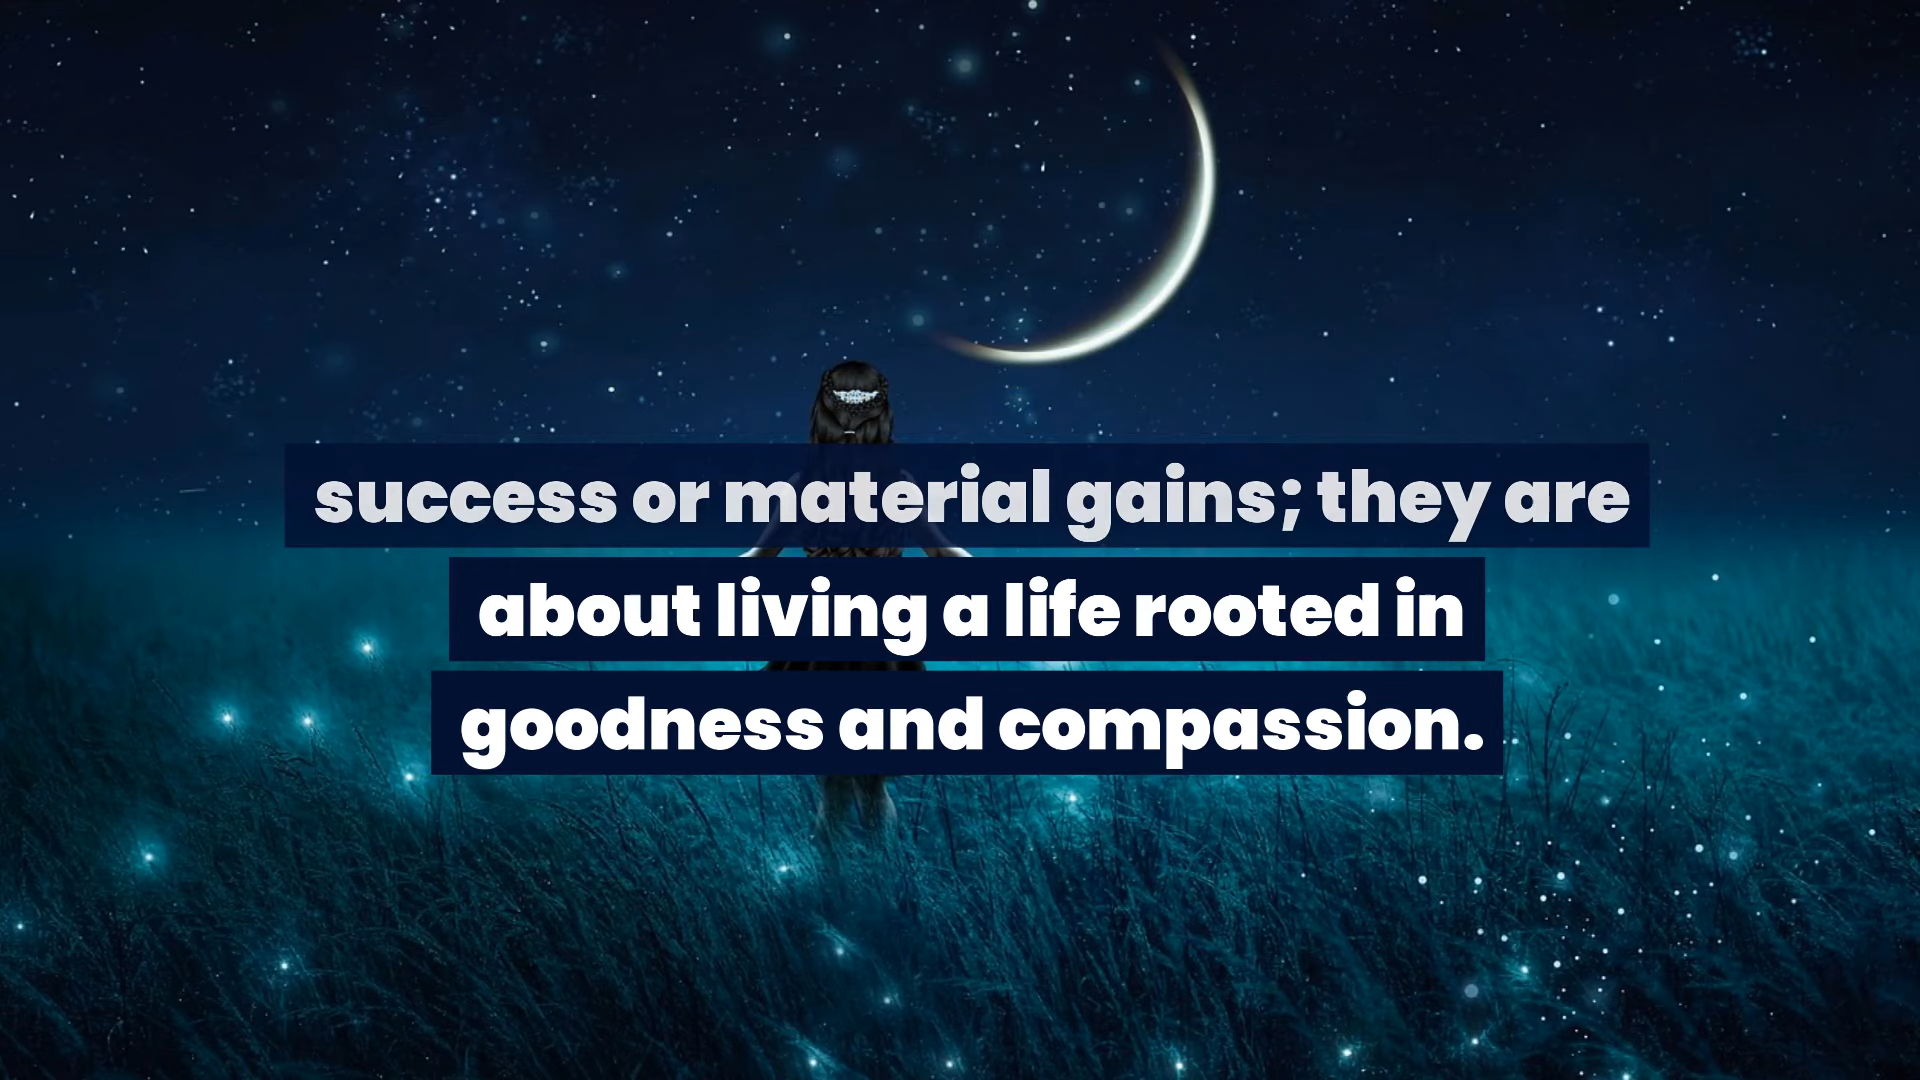 success or material gains; they are
about living a life rooted in
goodness and compassion.